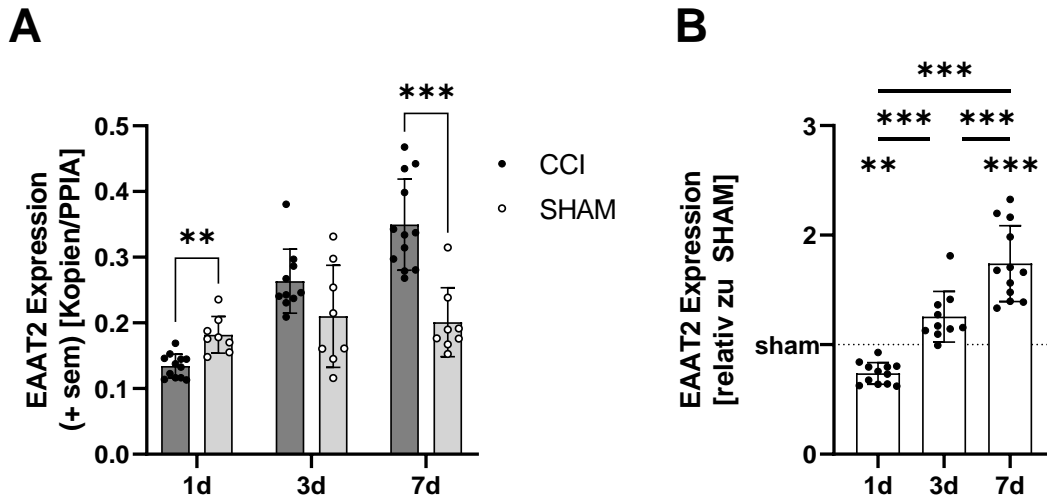 A
EAAT2 Expression
(+ sem) [Kopien/PPIA]
0.5
0.4
0.3
0.2
0.1
0.0
**
***
1d
3d
7d
CCI
SHAM
B
EAAT2 Expression
[relativ zu SHAM]
3
2
sham
1
0
***
*** ***
** ***
1d
3d
7d